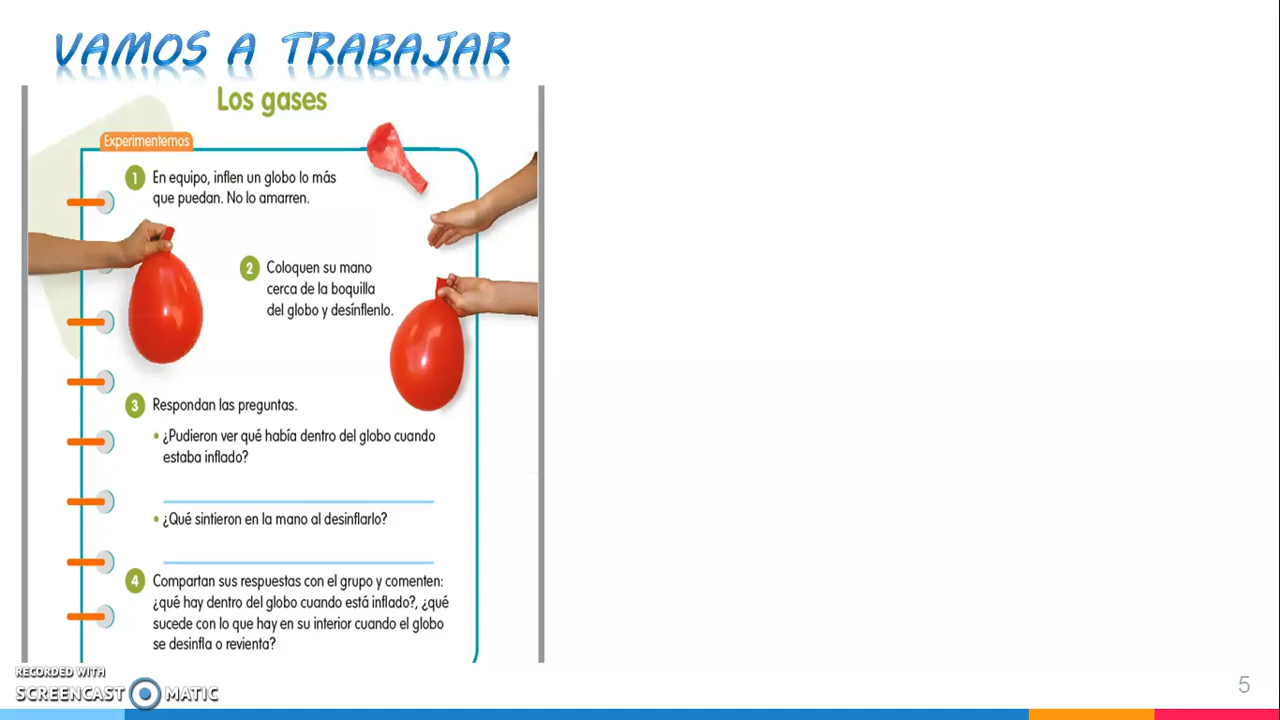 VAMOS A TRABAJAR
Los gases
Experimentemos
1 En equipo, inflen un globo lo más
que puedan. No lo amarren.
2 Coloquen su mano
cerca de la boquilla
del globo y desínflenlo.
3 Respondan las preguntas.
• ¿Pudieron ver qué había dentro del globo cuando
estaba inflado?
• ¿Qué sintieron en la mano al desinflarlo?
4 Compartan sus respuestas con el grupo y comenten:
¿qué hay dentro del globo cuando está inflado?, ¿qué
sucede con lo que hay en su interior cuando el globo
se desinfla o revienta?
RECORDED WITH
SCREENCAST MATIC
5